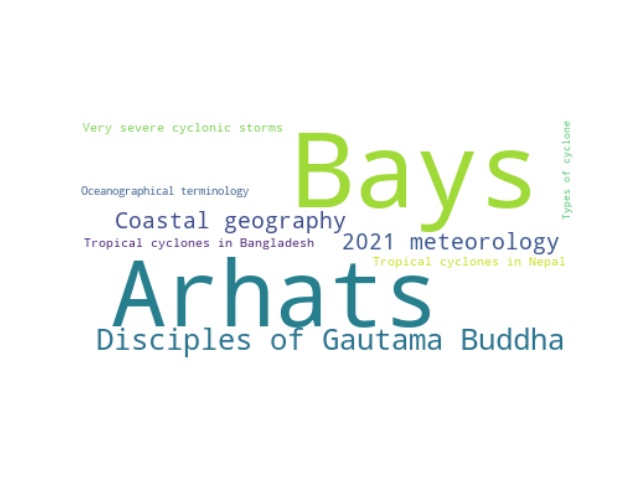 Very severe cyclonic storms
Types of cyclone
Bays
Oceanographical terminology
Coastal geography
Tropical cyclones in Bangladesh
2021 meteorology
Tropical cyclones in Nepal
Arhats
Disciples of Gautama Buddha